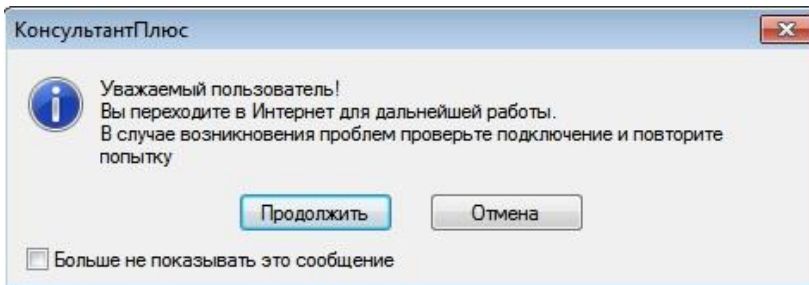 КонсультантПлюс
Уважаемый пользователь!
Вы переходите в Интернет для дальнейшей работы.
В случае возникновения проблем проверьте подключение и повторите
попытку
Продолжить Отмена
Больше не показывать это сообщение